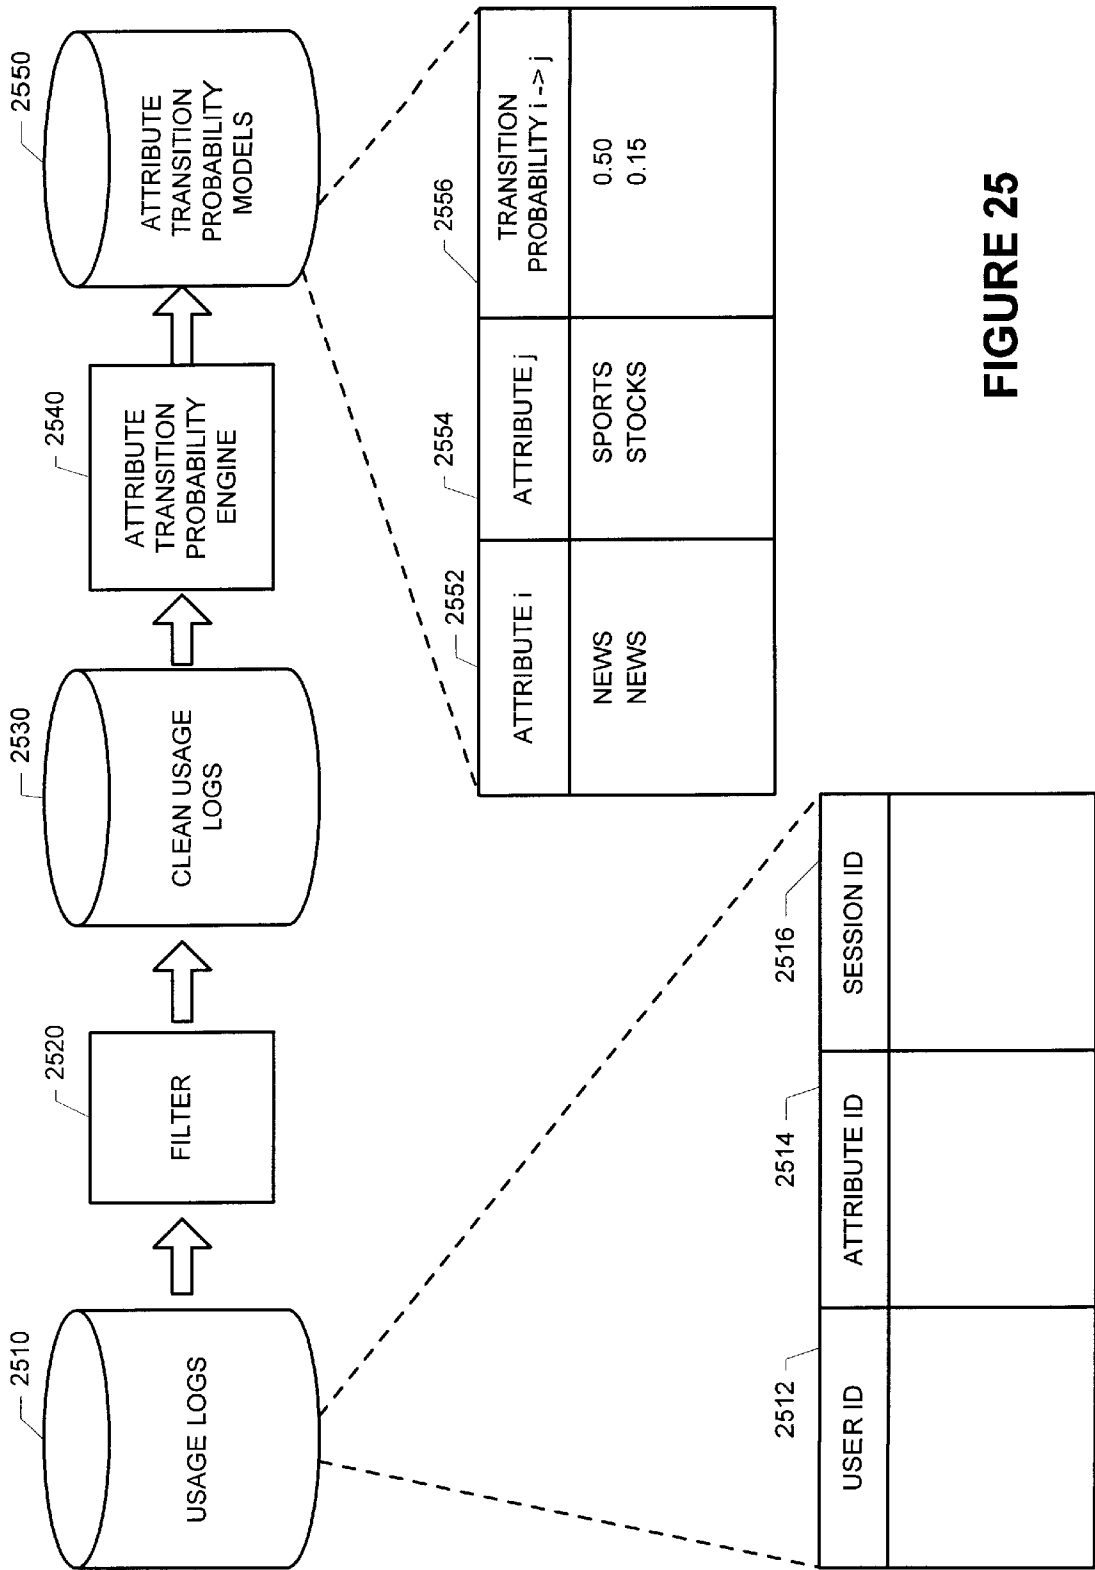 2510
USAGE LOGS
2520
FILTER
2530
CLEAN USAGE
LOGS
2540
ATTRIBUTE
TRANSITION
PROBABILITY
ENGINE
2550
ATTRIBUTE
TRANSITION
PROBABILITY
MODELS
2552
2554
2556
ATTRIBUTE i
ATTRIBUTE j
TRANSITION
PROBABILITY i -> j
NEWS
SPORTS
0.50
NEWS
STOCKS
0.15
2512
2514
2516
USER ID
ATTRIBUTE ID
SESSION ID
FIGURE 25